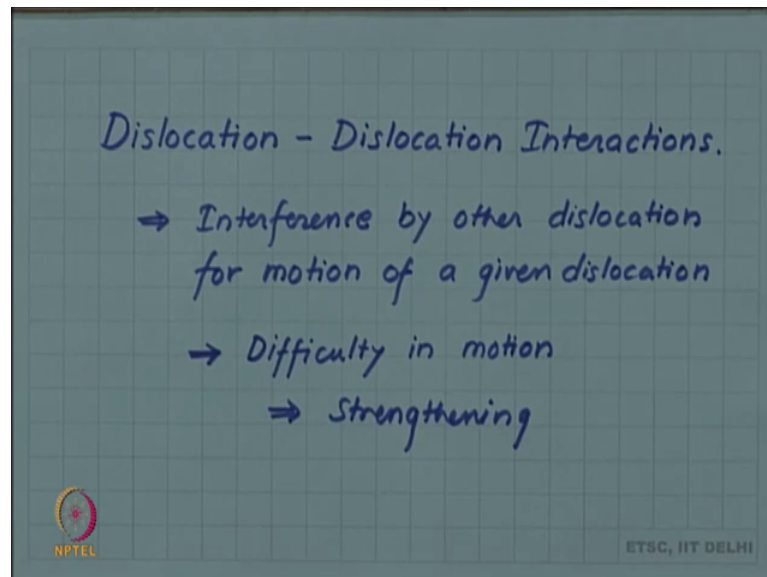 Dislocation - Dislocation Interactions.
⇒ Interference by other dislocation
for motion of a given dislocation
→ Difficulty in motion
⇒ Strengthening
NPTEL
ETSC, IIT DELHI